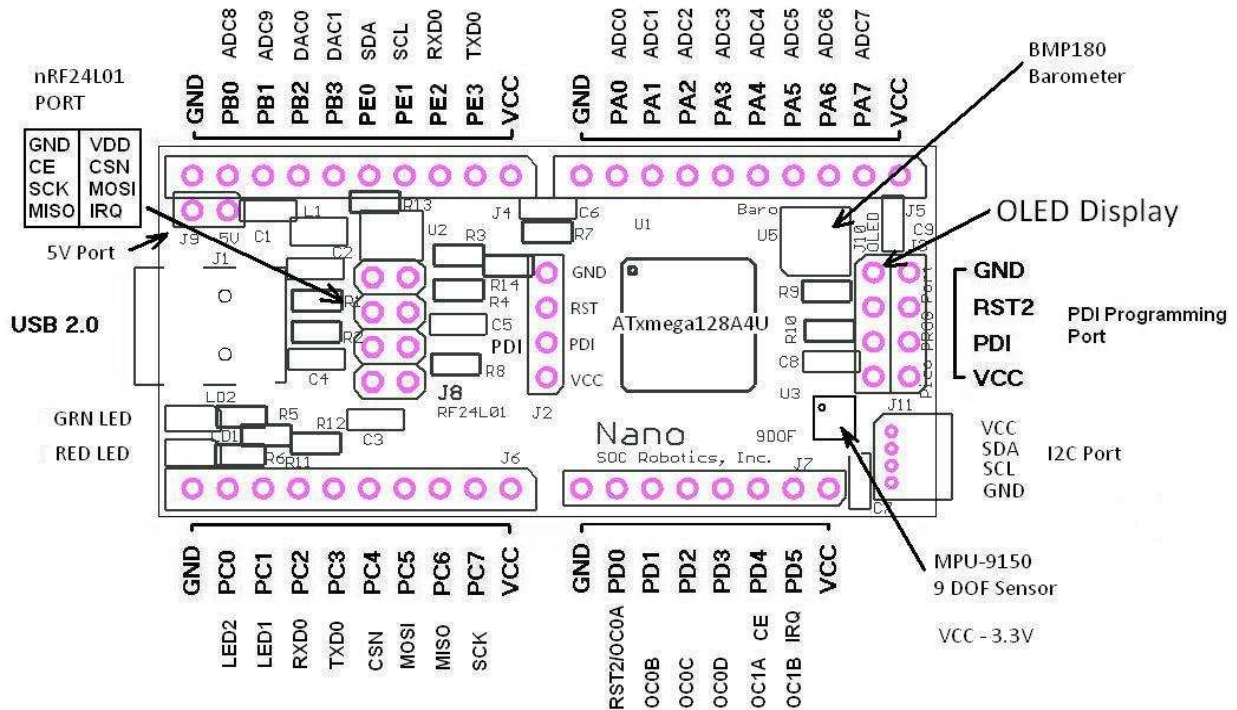 ADC8 ADC9 DAC0 DAC1 SDA SCL RXD0 TXD0
GND PB0 PB1 PB2 PB3 PE0 PE1 PE2 PE3 VCC
ADC0 ADC1 ADC2 ADC3 ADC4 ADC5 ADC6 ADC7
GND PA0 PA1 PA2 PA3 PA4 PA5 PA6 PA7 VCC
BMP180
Barometer
nRF24L01
PORT
GND VDD
CE CSN
SCK MOSI
MISO IRQ
5V Port
J9 5V
C1
L1
R13
U2
C2
J1
R3
J4
C6
R7
U1
Baro
U5
J10
OLED
J5
C9
J3
OLED Display
USB 2.0
R1
R2
C4
R14
R4
C5
PDI
R8
GND
RST
PDI
VCC
J2
ATxmega128A4U
R9
R10
C8
U3
Pico PROG Port
GND
RST2
PDI
VCC
PDI Programming
Port
GRN LED
RED LED
LD2
LD1
R5
R6
R11
R12
C3
J8
RF24L01
Nano
SOC Robotics, Inc.
9DOF
J6
J7
J11
C7
VCC
SDA
SCL
GND
I2C Port
GND PC0 PC1 PC2 PC3 PC4 PC5 PC6 PC7 VCC
LED2 LED1 RXD0 TXD0 CSN MOSI MISO SCK
GND PD0 PD1 PD2 PD3 PD4 PD5 VCC
RST2/OC0A OC0B OC0C OC0D OC1A CE OC1B IRQ
MPU-9150
9 DOF Sensor
VCC - 3.3V